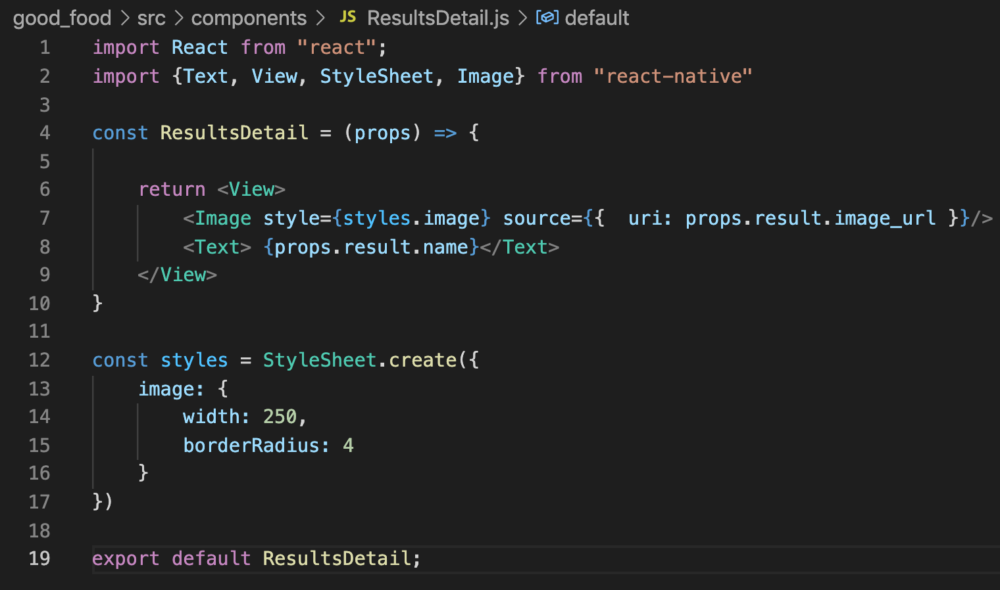 good_food > src > components > JS ResultsDetail.js > default
1 import React from "react";
2 import {Text, View, StyleSheet, Image} from "react-native"
3
4 const ResultsDetail = (props) => {
5
6     return <View>
7         <Image style={styles.image} source={{  uri: props.result.image_url }}/>
8         <Text> {props.result.name}</Text>
9     </View>
10 }
11
12 const styles = StyleSheet.create({
13     image: {
14         width: 250,
15         borderRadius: 4
16     }
17 })
18
19 export default ResultsDetail;